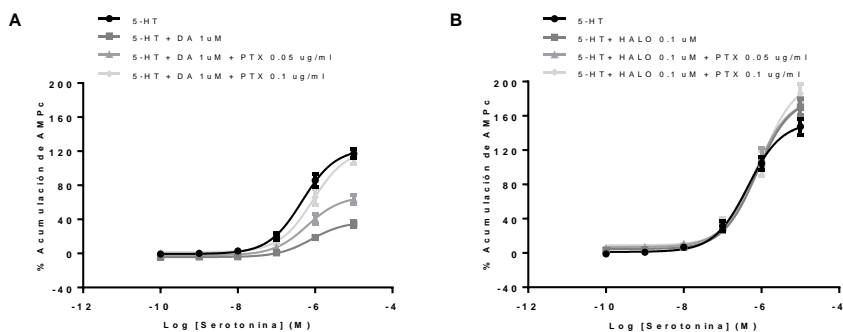 A
5-HT
5-HT + DA 1uM
5-HT + DA 1uM + PTX 0.05 ug/ml
5-HT + DA 1uM + PTX 0.1 ug/ml
200
160
120
80
40
0
-40
% Acumulación de AMPc
-12
-10
-8
-6
-4
Log [Serotonina] (M)
B
5-HT
5-HT+ HALO 0.1 uM
5-HT+ HALO 0.1 uM + PTX 0.05 ug/ml
5-HT+ HALO 0.1 uM + PTX 0.1 ug/ml
200
160
120
80
40
0
-40
% Acumulación de AMPc
-12
-10
-8
-6
-4
Log [Serotonina] (M)